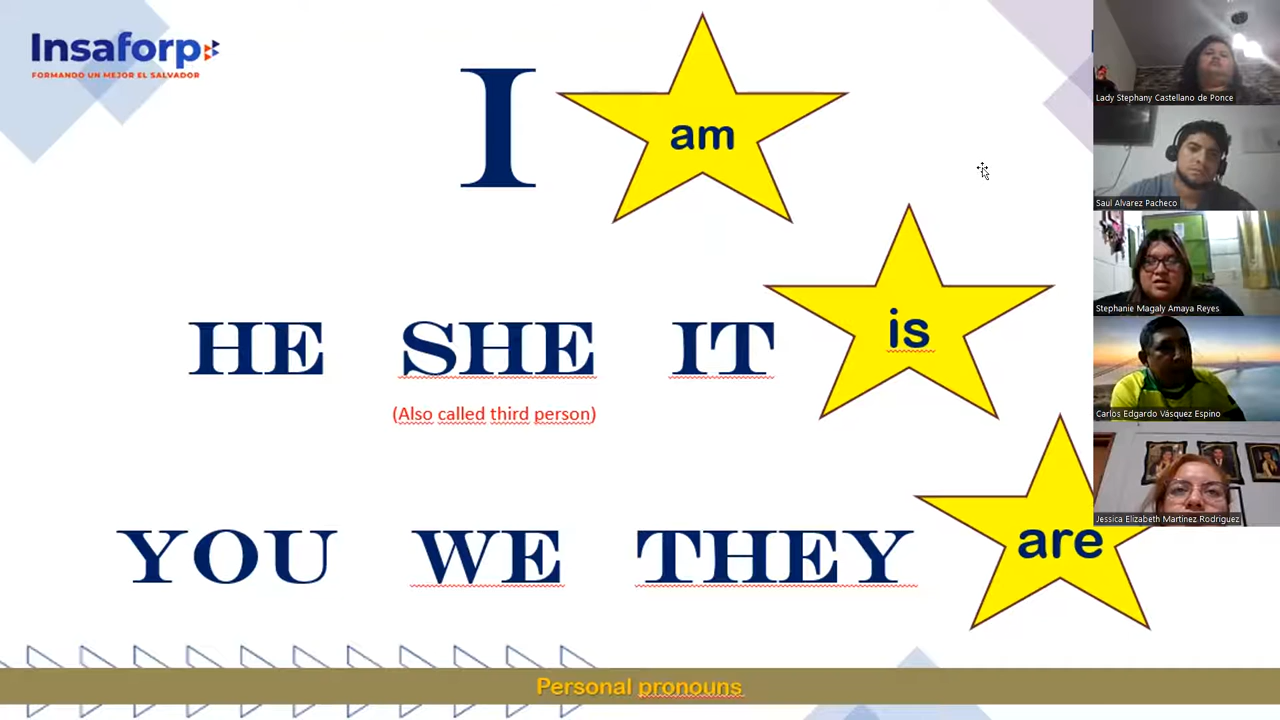 Insaforp
FORMANDO UN MEJOR EL SALVADOR
I am
HE SHE IT is
(Also called third person)
YOU WE THEY are
Personal pronouns
Lady Stephany Castellano de Ponce
Saul Alvarez Pacheco
Stephanie Magaly Amaya Reyes
Carlos Edgardo Vásquez Espino
Jessica Elizabeth Martinez Rodriguez